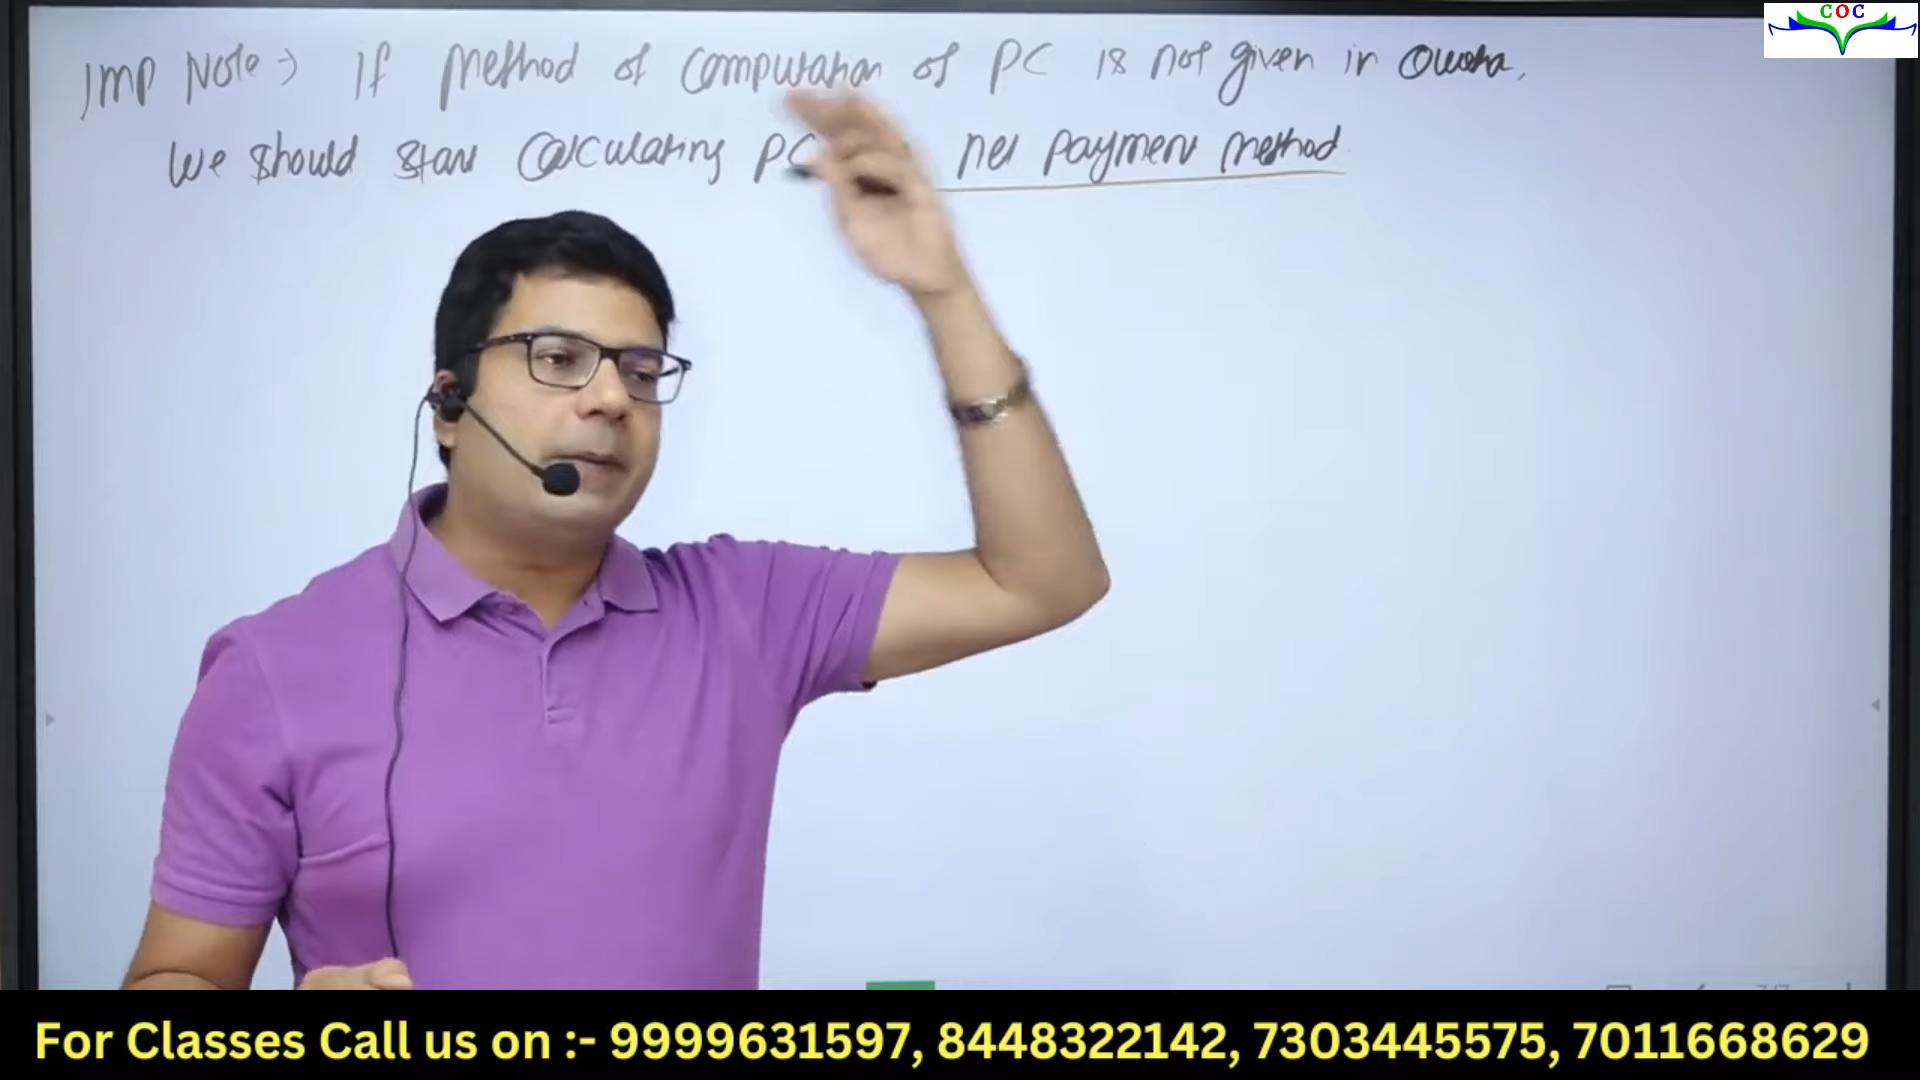 COC
Imp Note → If Method of Computation of PC is not given in Question,
We should start Calculating PC net payment method.
For Classes Call us on :- 9999631597, 8448322142, 7303445575, 7011668629